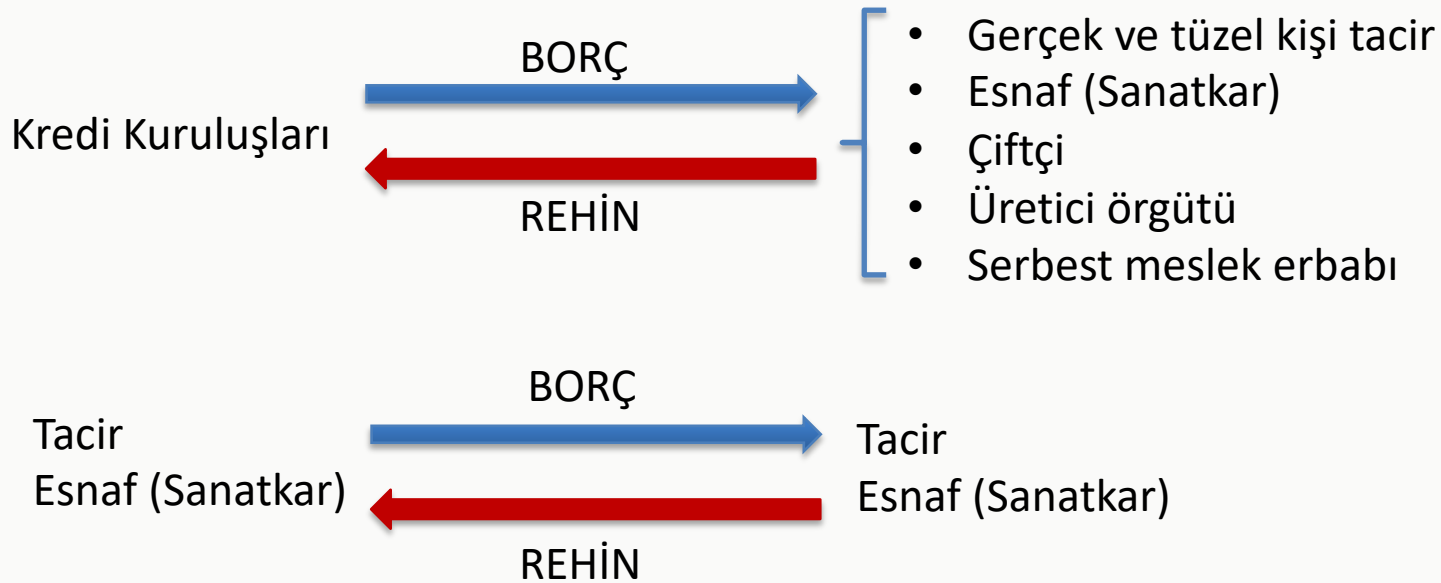 BORÇ
Kredi Kuruluşları
REHİN
• Gerçek ve tüzel kişi tacir
• Esnaf (Sanatkar)
• Çiftçi
• Üretici örgütü
• Serbest meslek erbabı
BORÇ
Tacir
Esnaf (Sanatkar)
REHİN
Tacir
Esnaf (Sanatkar)